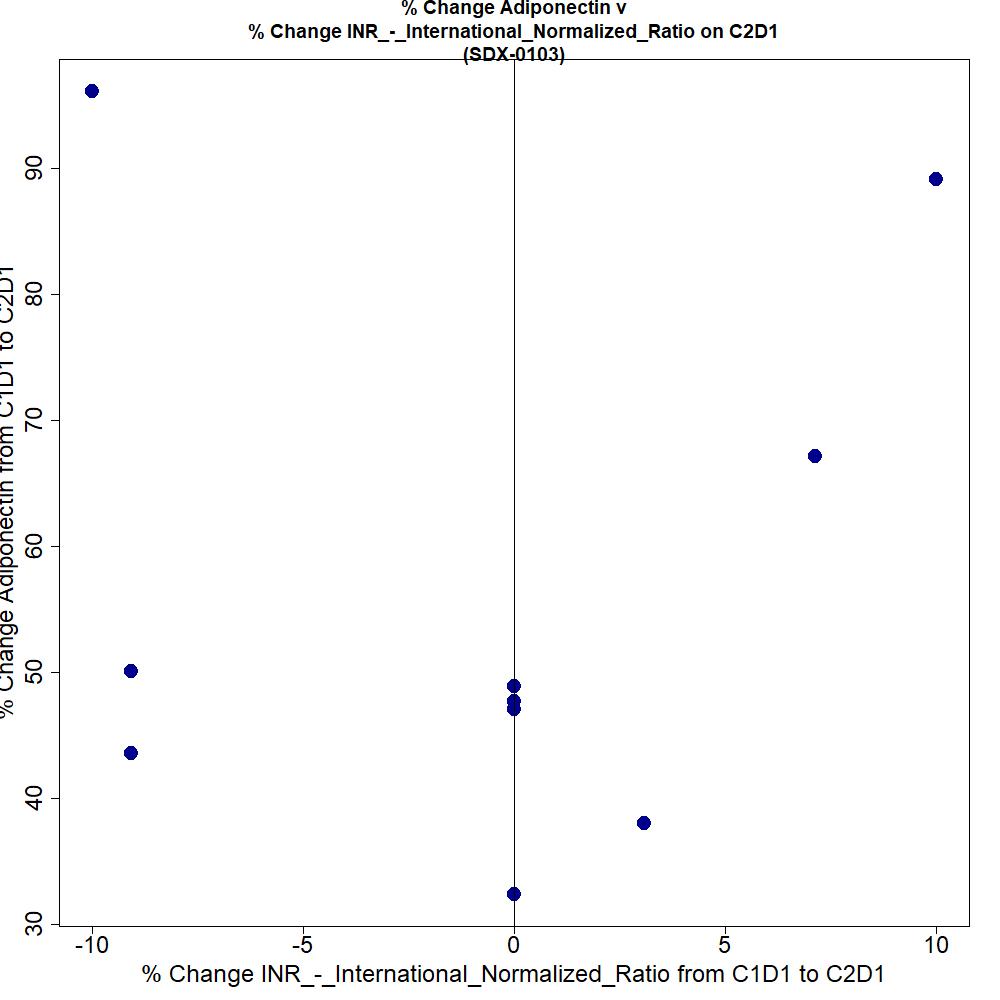 % Change Adiponectin v
% Change INR_-_International_Normalized_Ratio on C2D1
(SDX-0103)
% Change Adiponectin from C1D1 to C2D1
90
80
70
60
50
40
30
-10
-5
0
5
10
% Change INR_-_International_Normalized_Ratio from C1D1 to C2D1